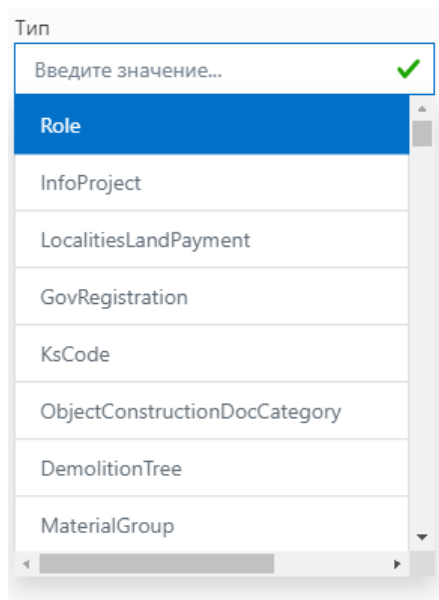 Тип
Введите значение...
Role
InfoProject
LocalitiesLandPayment
GovRegistration
KsCode
ObjectConstructionDocCategory
DemolitionTree
MaterialGroup